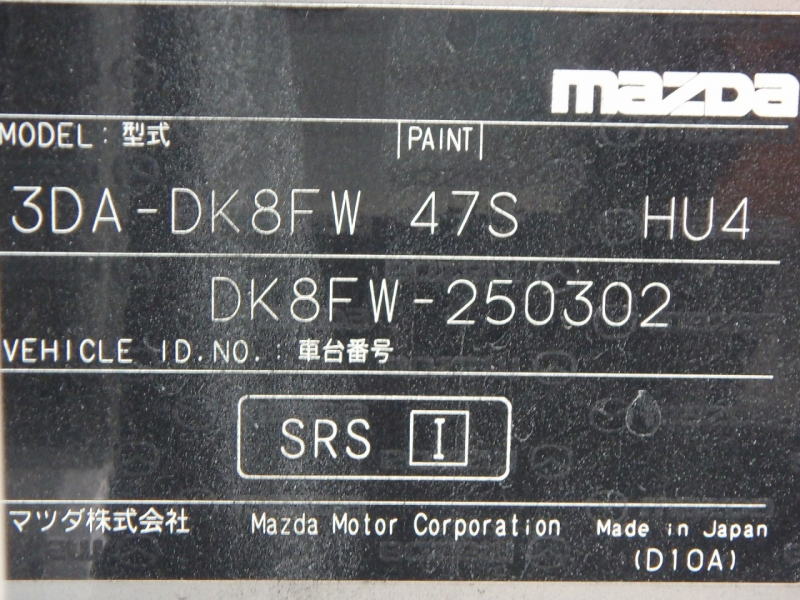 mazda
MODEL: 型式 PAINT
3DA-DK8FW 47S HU4
DK8FW-250302
VEHICLE ID.NO.: 車台番号
SRS I
マツダ株式会社 Mazda Motor Corporation Made in Japan
(D10A)